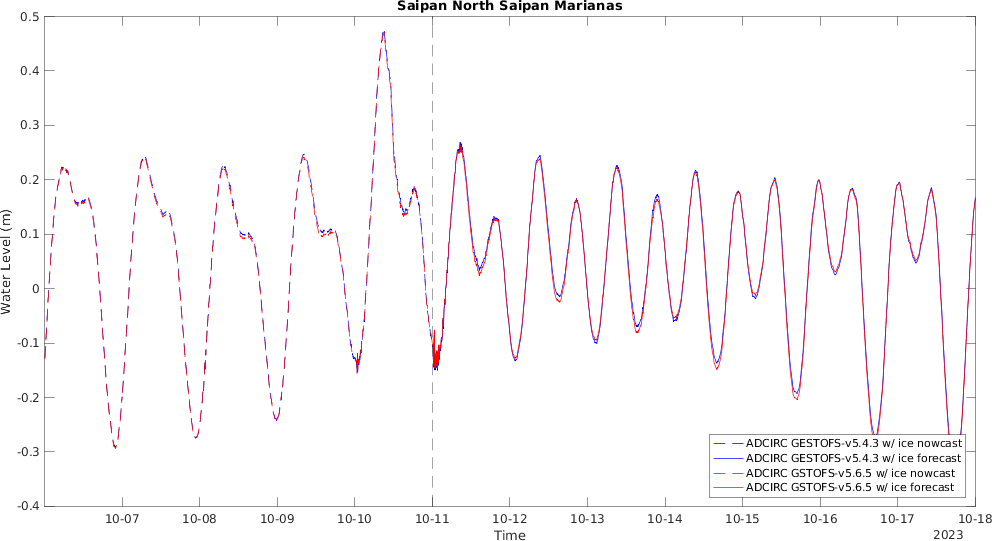 Saipan North Saipan Marianas
0.5
0.4
0.3
0.2
0.1
0
-0.1
-0.2
-0.3
-0.4
Water Level (m)
ADCIRC GESTOFS-v5.4.3 w/ ice nowcast
ADCIRC GESTOFS-v5.4.3 w/ ice forecast
ADCIRC GSTOFS-v5.6.5 w/ ice nowcast
ADCIRC GSTOFS-v5.6.5 w/ ice forecast
10-07 10-08 10-09 10-10 10-11 10-12 10-13 10-14 10-15 10-16 10-17 10-18
Time
2023